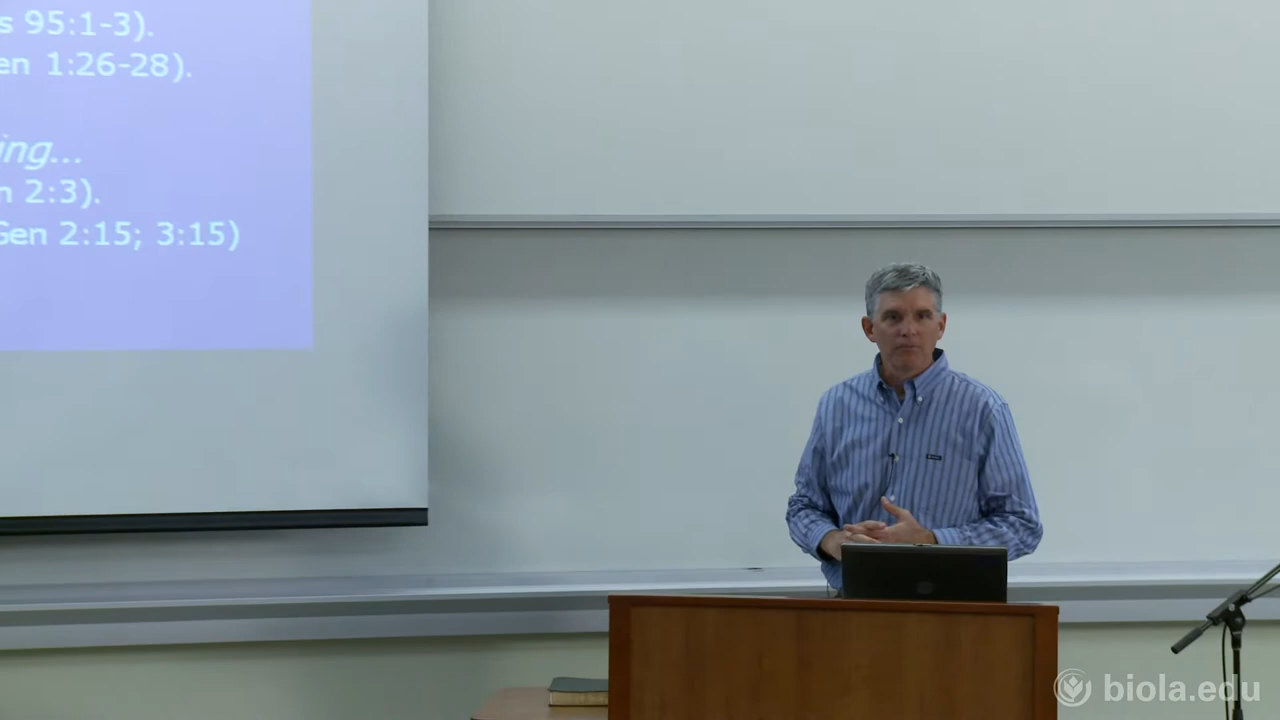 s 95:1-3).
en 1:26-28).
ing...
n 2:3).
Gen 2:15; 3:15)
biola.edu